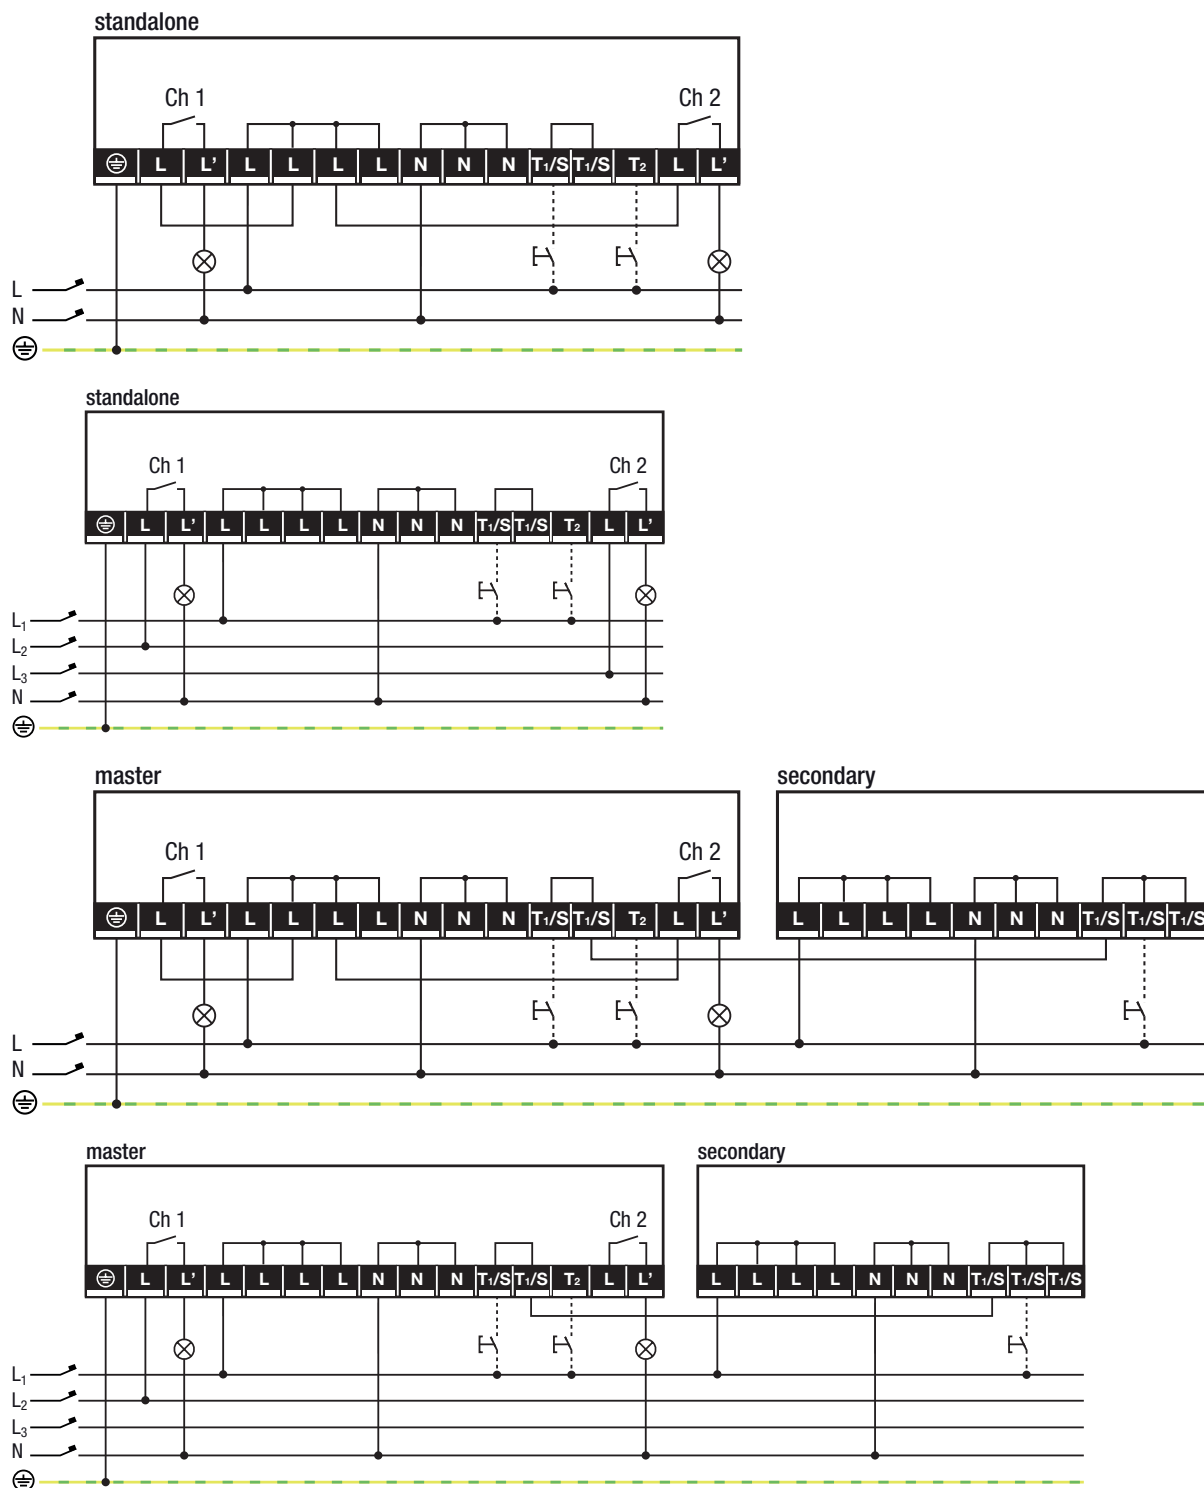 standalone
Ch 1 Ch 2
L L' L L L L N N N T1/S T1/S T2 L L'
L
N
standalone
Ch 1 Ch 2
L L' L L L L N N N T1/S T1/S T2 L L'
L1
L2
L3
N
master secondary
Ch 1 Ch 2
L L' L L L L N N N T1/S T1/S T2 L L' L L L L N N N T1/S T1/S T1/S
L
N
master secondary
Ch 1 Ch 2
L L' L L L L N N N T1/S T1/S T2 L L' L L L L N N N T1/S T1/S T1/S
L1
L2
L3
N